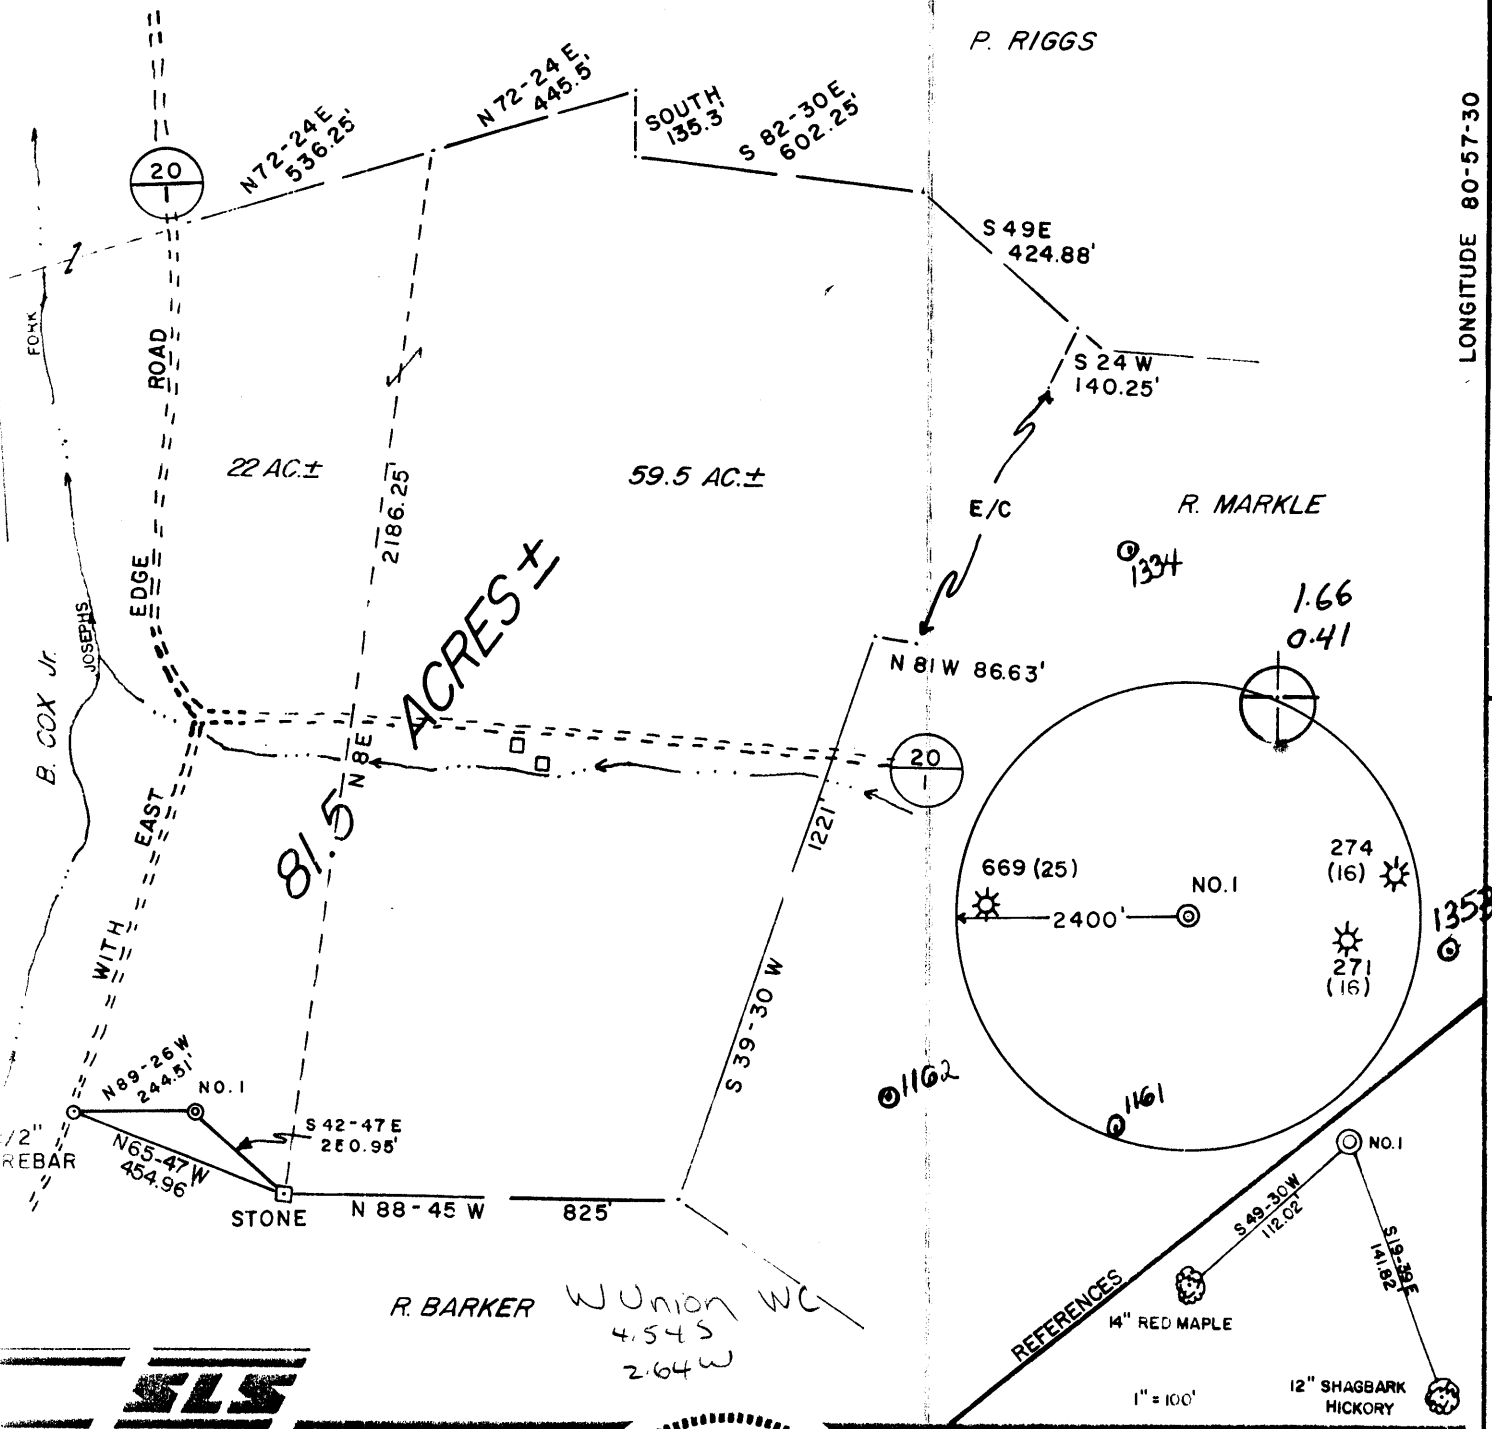 P. RIGGS
LONGITUDE 80-57-30
N 72-24 E
445.5'
SOUTH
135.3'
S 82-30E
602.25'
N72-24E
536.25'
20
1
S 49E
424.88'
S 24 W
140.25'
FORK
ROAD
22 AC.±
59.5 AC.±
2186.25'
E/C
R. MARKLE
1334
1.66
0.41
EDGE
JOSEPHS
B. COX Jr.
81.5 ACRES ±
N 81 W 86.63'
N 8E
20
1
1221'
EAST
669 (25)
274
(16)
NO.1
2400'
1353
271
(16)
WITH
S 39-30 W
1162
1161
N89-26W
244.51'
NO.1
S 42-47 E
N65-47W
454.96'
1/2"
REBAR
STONE
N 88-45 W 825'
NO.1
S49-30W
112.02'
S19-39E
141.82'
14" RED MAPLE
REFERENCES
1" = 100'
12" SHAGBARK
HICKORY
R. BARKER
W Union WC
4.54 S
2.64 W
SLS